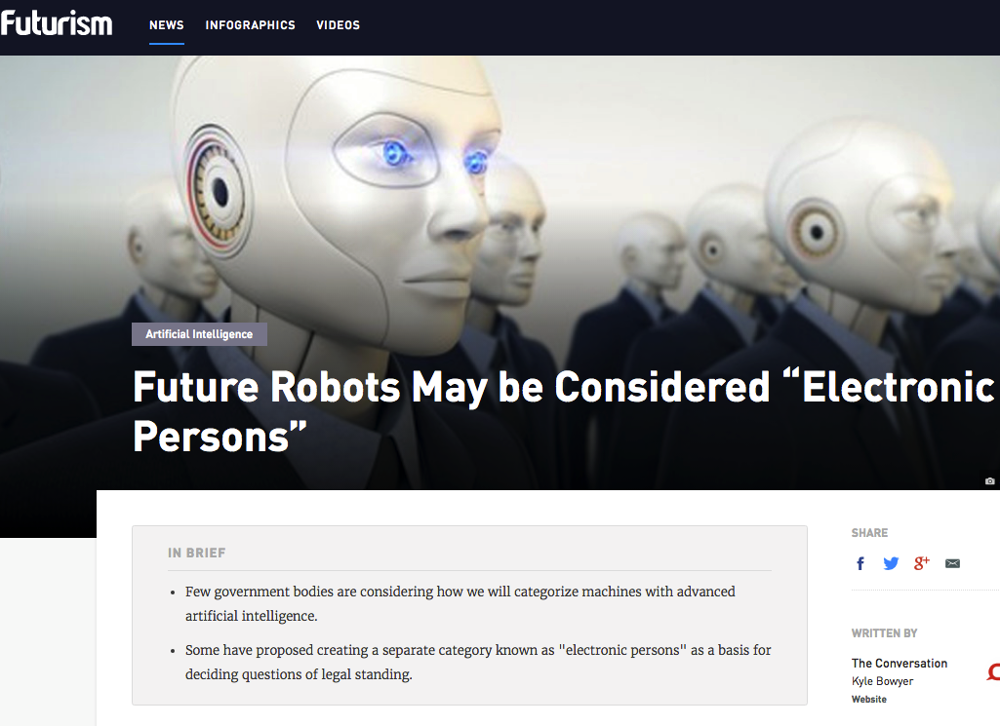 Futurism
NEWS
INFOGRAPHICS
VIDEOS
Artificial Intelligence
Future Robots May be Considered “Electronic
Persons”
IN BRIEF
• Few government bodies are considering how we will categorize machines with advanced
artificial intelligence.
• Some have proposed creating a separate category known as "electronic persons" as a basis for
deciding questions of legal standing.
SHARE
f
g+
WRITTEN BY
The Conversation
Kyle Bowyer
Website